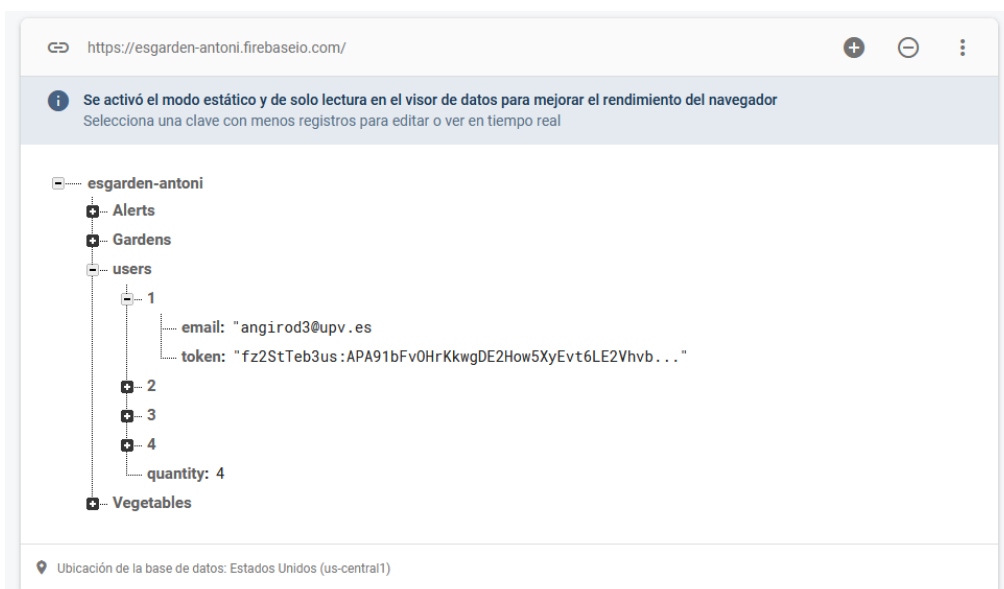 https://esgarden-antoni.firebaseio.com/
Se activó el modo estático y de solo lectura en el visor de datos para mejorar el rendimiento del navegador
Selecciona una clave con menos registros para editar o ver en tiempo real
esgarden-antoni
Alerts
Gardens
users
1
email: "angirod3@upv.es
token: "fz2StTeb3us:APA91bFvOHrKkwgDE2How5XyEvt6LE2Vhvb..."
2
3
4
quantity: 4
Vegetables
Ubicación de la base de datos: Estados Unidos (us-central1)